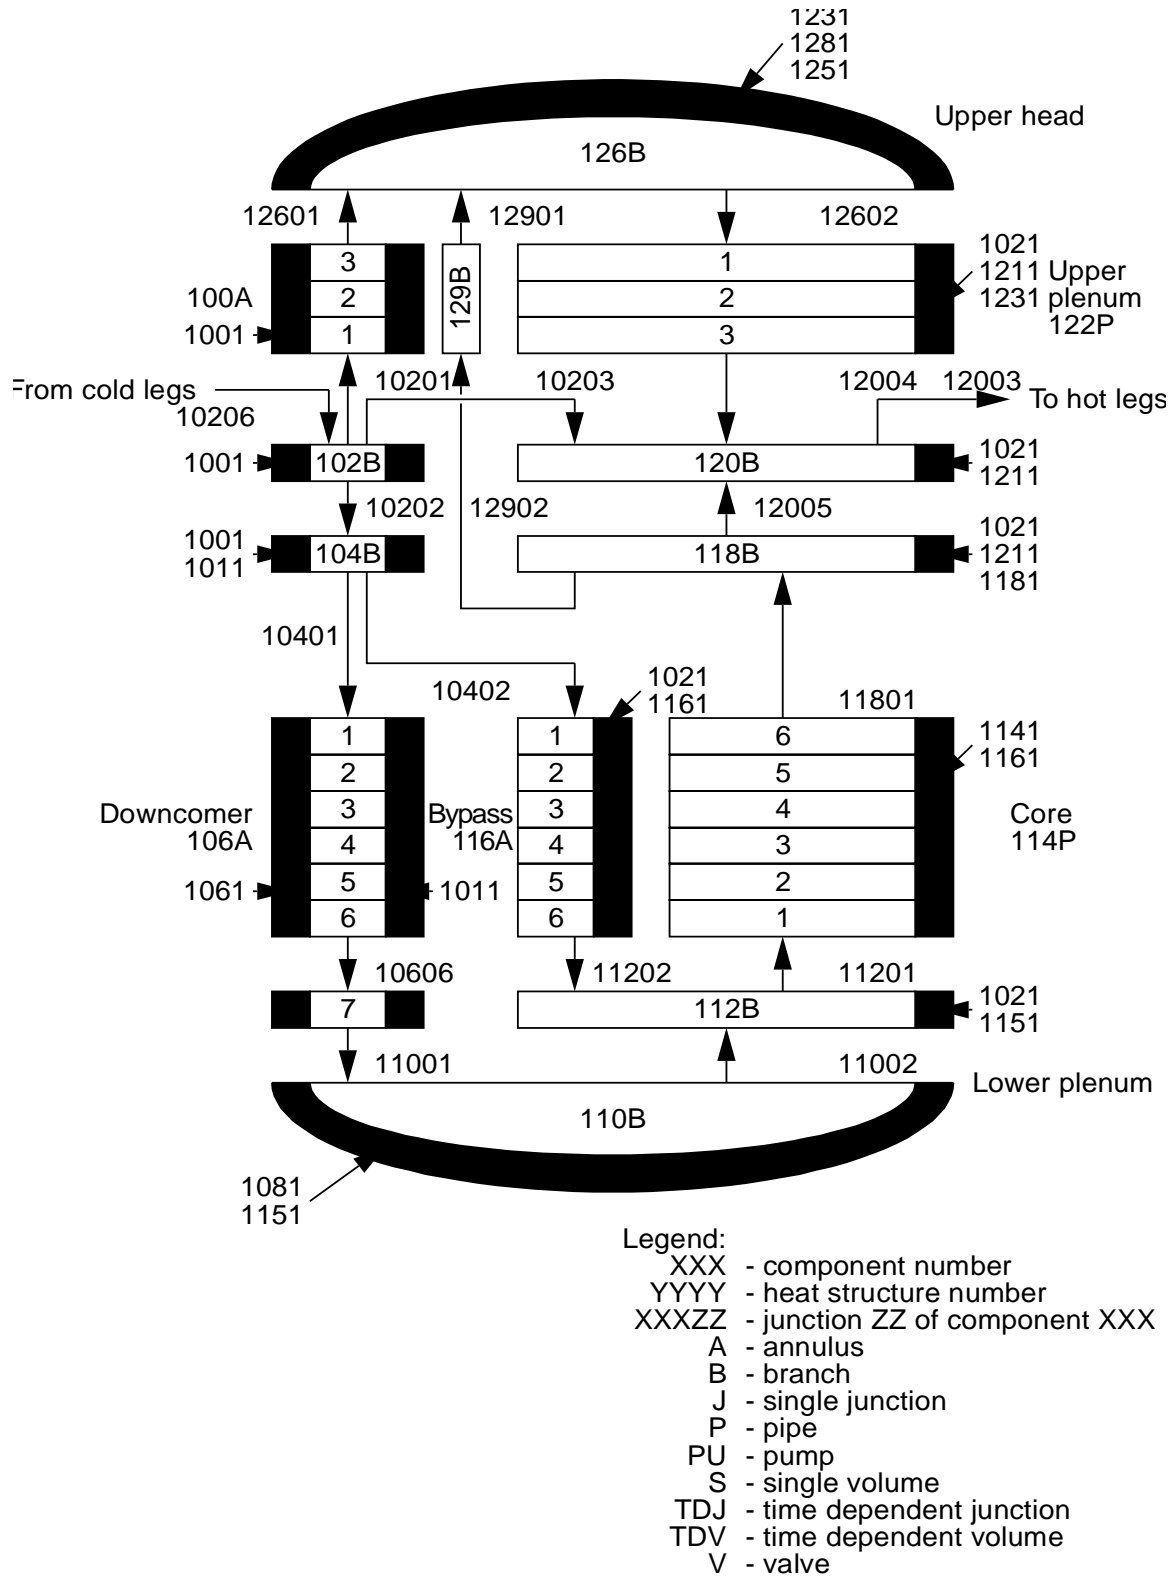 1231
1281
1251
Upper head
126B
12601
12901
12602
3
2
1
100A
1001
129B
1
2
3
1021
1211
1231
Upper
plenum
122P
From cold legs
10206
10201
10203
12004
12003
To hot legs
1001
102B
120B
1021
1211
10202
12902
12005
1001
1011
104B
118B
1021
1211
1181
10401
10402
1021
1161
11801
1
2
3
4
5
6
Downcomer
106A
1061
1011
1
2
3
4
5
6
Bypass
116A
6
5
4
3
2
1
1141
1161
Core
114P
10606
11202
11201
7
112B
1021
1151
11001
11002
Lower plenum
110B
1081
1151
Legend:
XXX - component number
YYYY - heat structure number
XXXZZ - junction ZZ of component XXX
A - annulus
B - branch
J - single junction
P - pipe
PU - pump
S - single volume
TDJ - time dependent junction
TDV - time dependent volume
V - valve